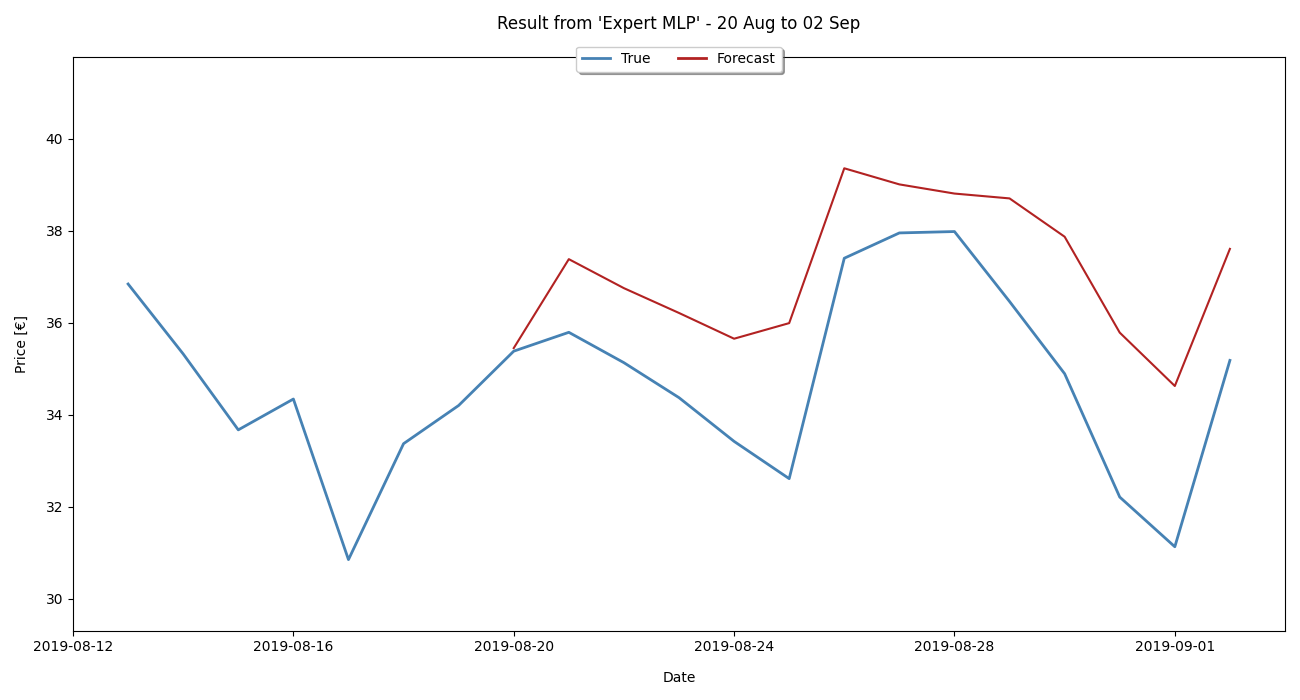 Result from 'Expert MLP' - 20 Aug to 02 Sep
True Forecast
Price [€]
40
38
36
34
32
30
2019-08-12 2019-08-16 2019-08-20 2019-08-24 2019-08-28 2019-09-01
Date